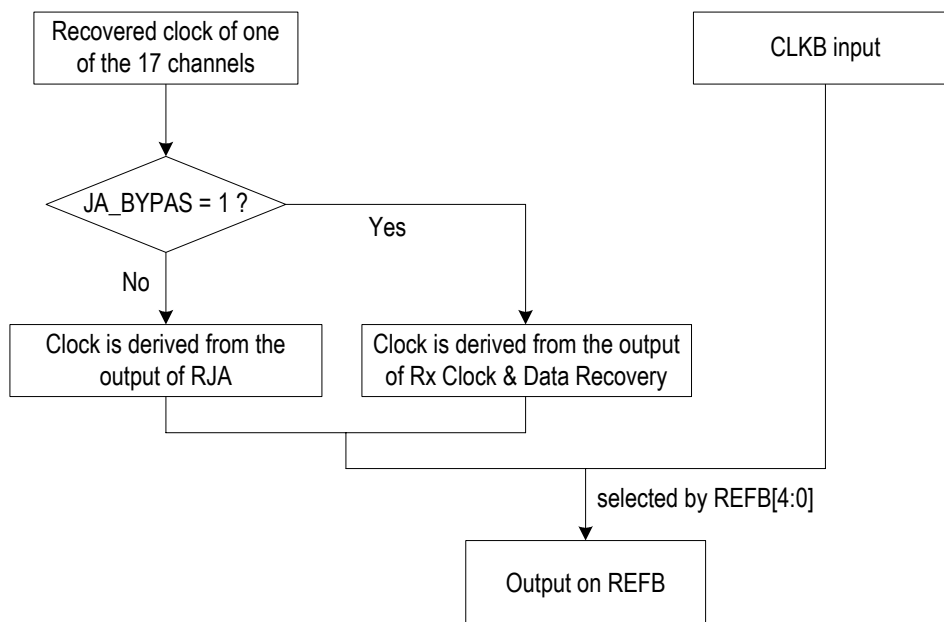 Recovered clock of one
of the 17 channels
CLKB input
JA_BYPAS = 1 ?
Yes
No
Clock is derived from the
output of RJA
Clock is derived from the output
of Rx Clock & Data Recovery
selected by REFB[4:0]
Output on REFB